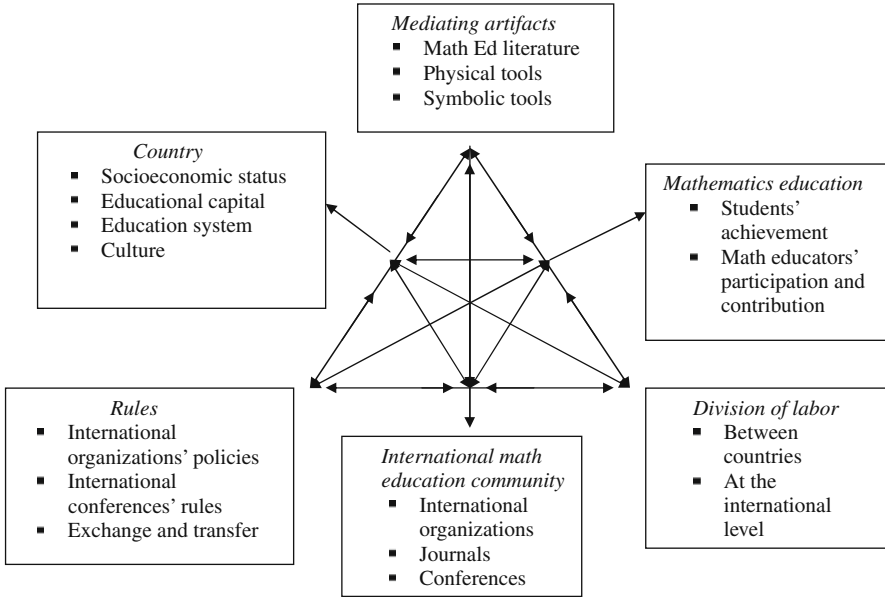 Mediating artifacts
▪ Math Ed literature
▪ Physical tools
▪ Symbolic tools
Country
▪ Socioeconomic status
▪ Educational capital
▪ Education system
▪ Culture
Mathematics education
▪ Students’
achievement
▪ Math educators’
participation and
contribution
Rules
▪ International
organizations’ policies
▪ International
conferences’ rules
▪ Exchange and transfer
International math
education community
▪ International
organizations
▪ Journals
▪ Conferences
Division of labor
▪ Between
countries
▪ At the
international
level